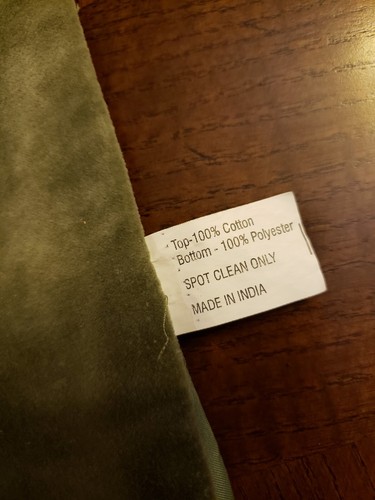 Top-100% Cotton
Bottom - 100% Polyester
SPOT CLEAN ONLY
MADE IN INDIA